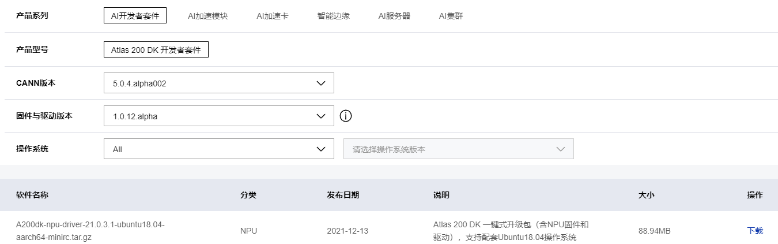 产品系列 AI开发者套件 AI加速模块 AI加速卡 智能边缘 AI服务器 AI集群
产品型号 Atlas 200 DK 开发者套件
CANN版本 5.0.4.alpha002
固件与驱动版本 1.0.12.alpha
操作系统 All 请选择操作系统版本
软件名称 分类 发布日期 说明 大小 操作
A200dk-npu-driver-21.0.3.1-ubuntu18.04-
aarch64-minirc.tar.gz
NPU 2021-12-13
Atlas 200 DK 一键式升级包（含NPU固件和
驱动），支持配套Ubuntu18.04操作系统
88.94MB 下载